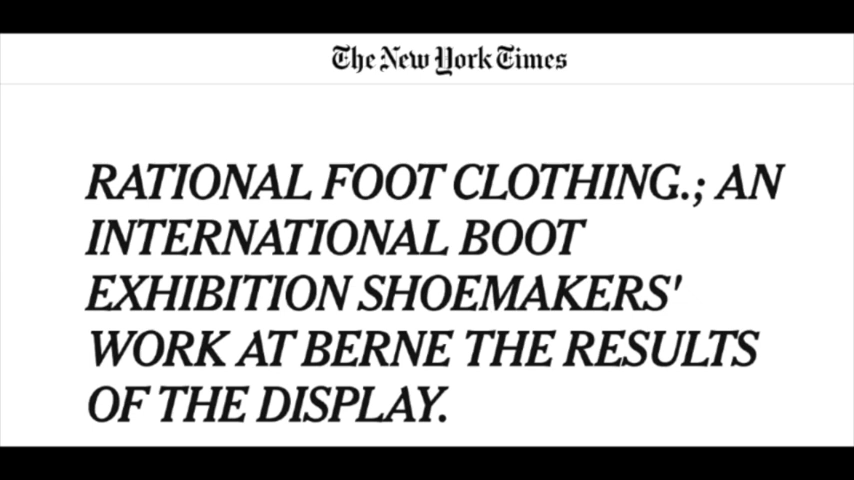 The New York Times
RATIONAL FOOT CLOTHING.; AN
INTERNATIONAL BOOT
EXHIBITION SHOEMAKERS'
WORK AT BERNE THE RESULTS
OF THE DISPLAY.